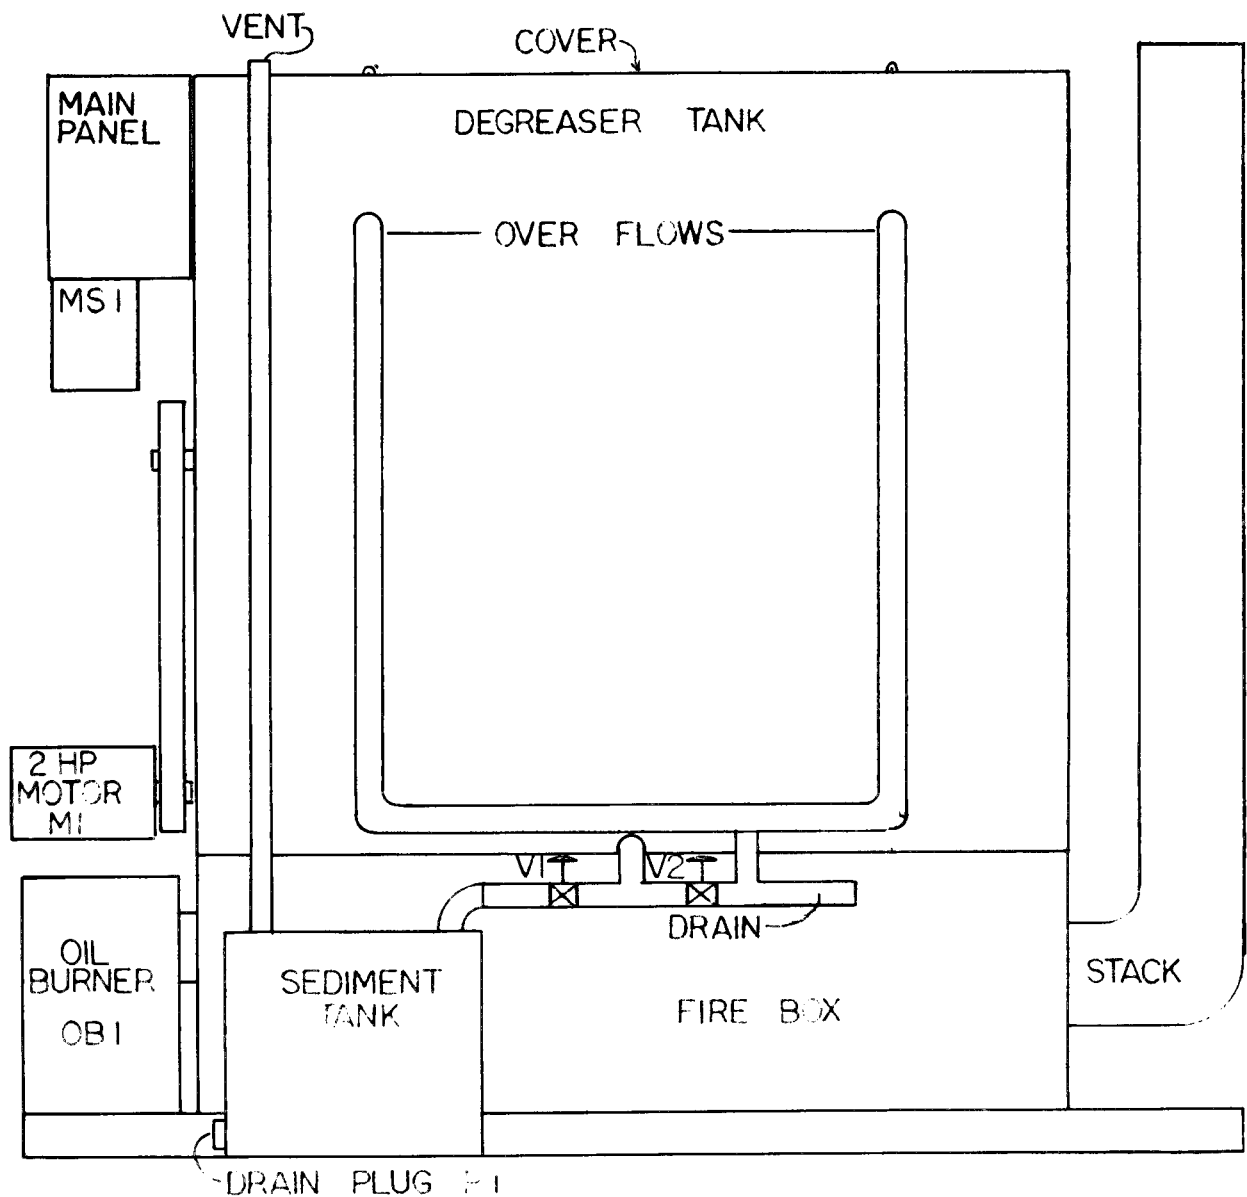 VENT
COVER
MAIN
PANEL
DEGREASER TANK
OVER FLOWS
MS1
2 HP
MOTOR
M1
V1
V2
DRAIN
OIL
BURNER
OB1
SEDIMENT
TANK
FIRE BOX
STACK
DRAIN PLUG